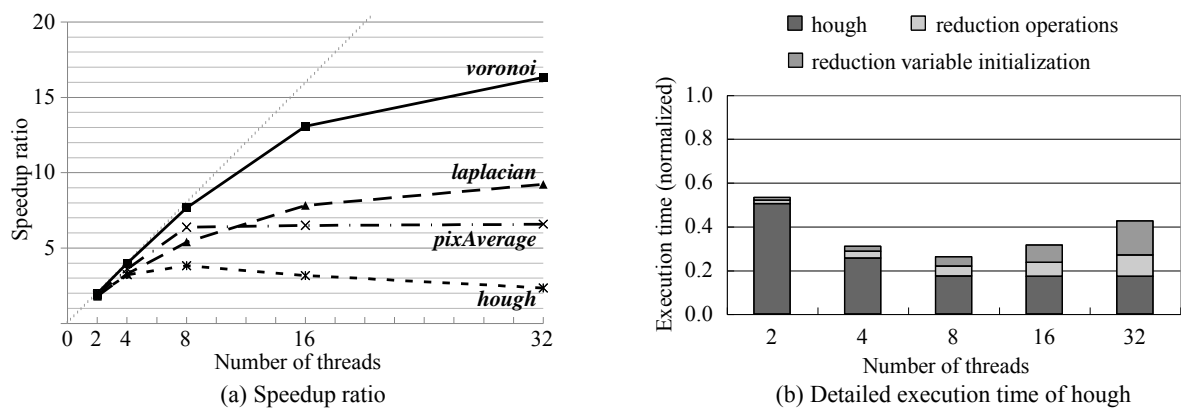 20
15
10
5
Speedup ratio
voronoi
laplacian
pixAverage
hough
0 2 4 8 16 32
Number of threads
(a) Speedup ratio
hough reduction operations
reduction variable initialization
1.0
0.8
0.6
0.4
0.2
0.0
Execution time (normalized)
2 4 8 16 32
Number of threads
(b) Detailed execution time of hough